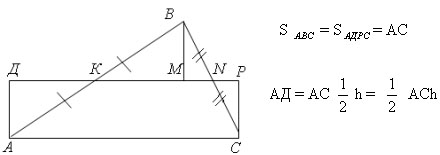 B
S ABC = S АДРС = AC
Д K M N P
АД = AC 1/2 h = 1/2 ACh
A C